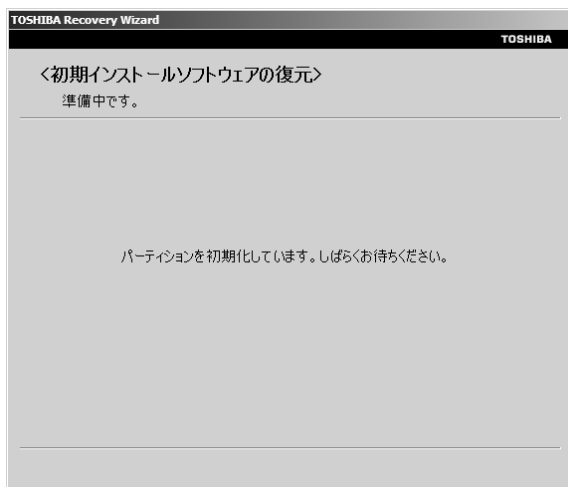 TOSHIBA Recovery Wizard
TOSHIBA
<初期インストールソフトウェアの復元>
準備中です。
パーティションを初期化しています。しばらくお待ちください。